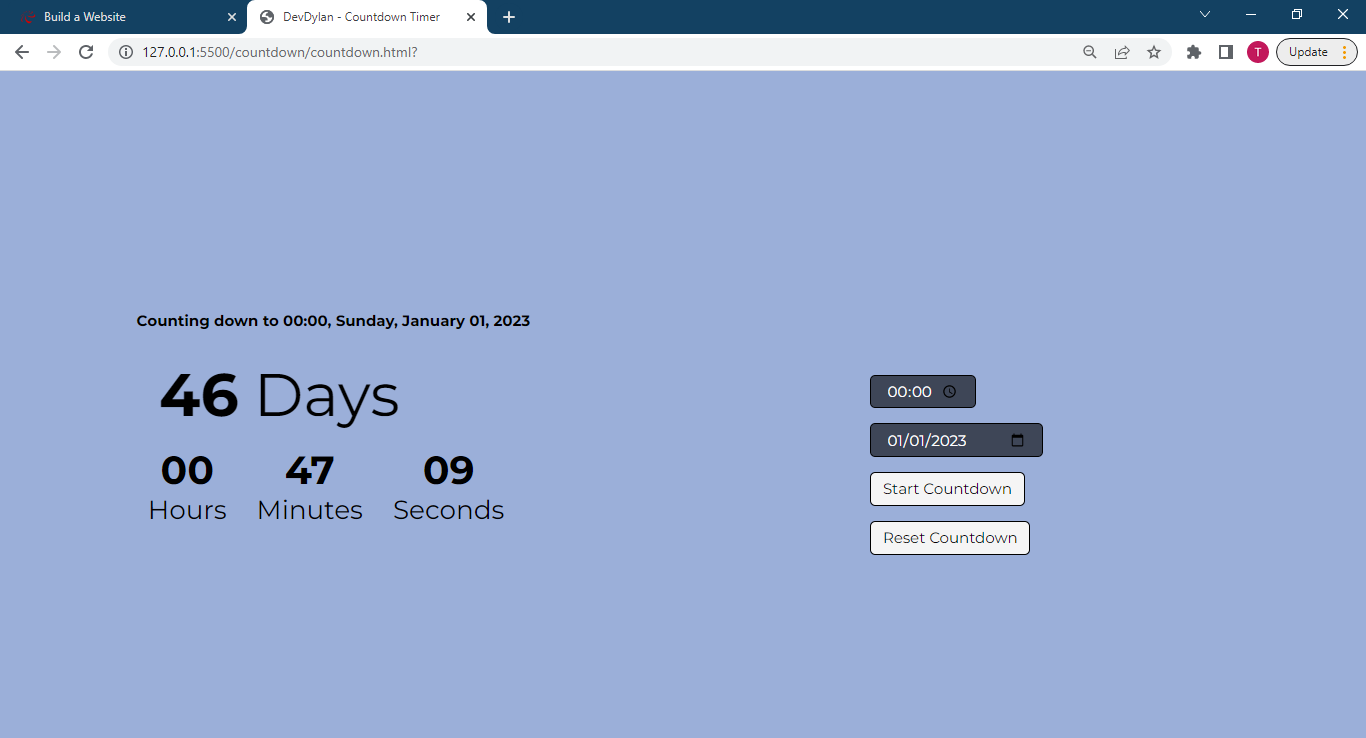 Build a Website
DevDylan - Countdown Timer
127.0.0.1:5500/countdown/countdown.html?
T
Update
Counting down to 00:00, Sunday, January 01, 2023
46 Days
00 47 09
Hours Minutes Seconds
00:00
01/01/2023
Start Countdown
Reset Countdown